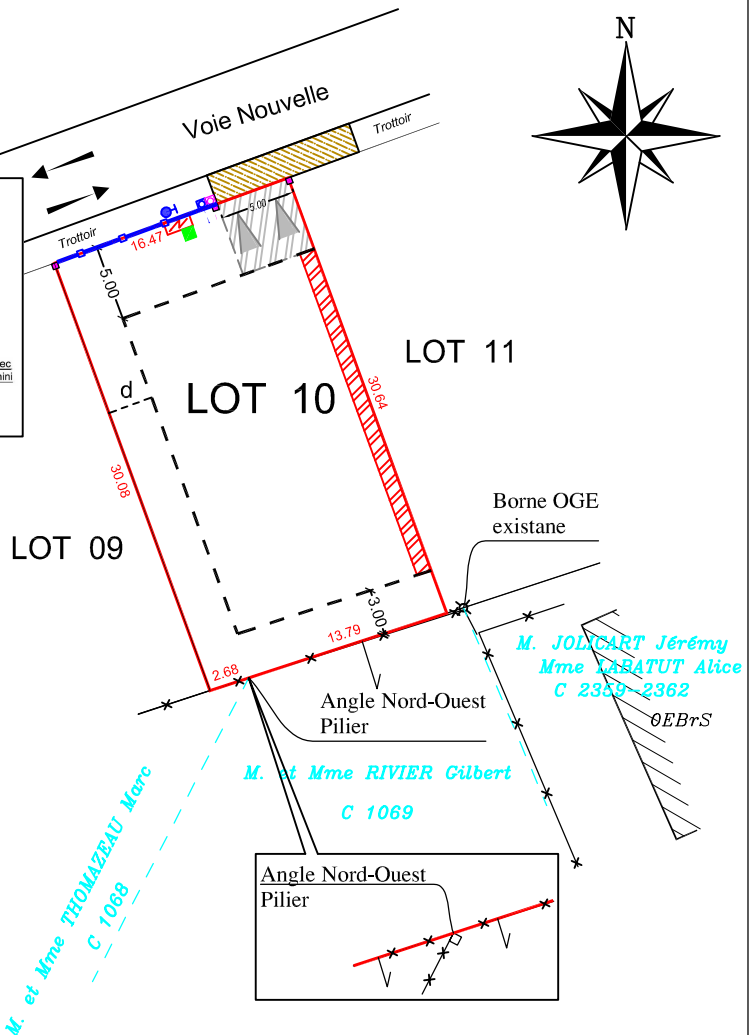 N
Voie Nouvelle
Trottoir
5.00
Trottoir
16.47
5.00
ec
ini
LOT 11
d
LOT 10
30.64
30.08
Borne OGE
existane
LOT 09
3.00
13.79
M. JOLICART Jérémy
Mme LABATUT Alice
C 2359-2362
2.68
Angle Nord-Ouest
Pilier
0EBrS
M. et Mme RIVIER Gilbert
C 1069
M. et Mme THOMAZEAU Marc
C 1068
Angle Nord-Ouest
Pilier